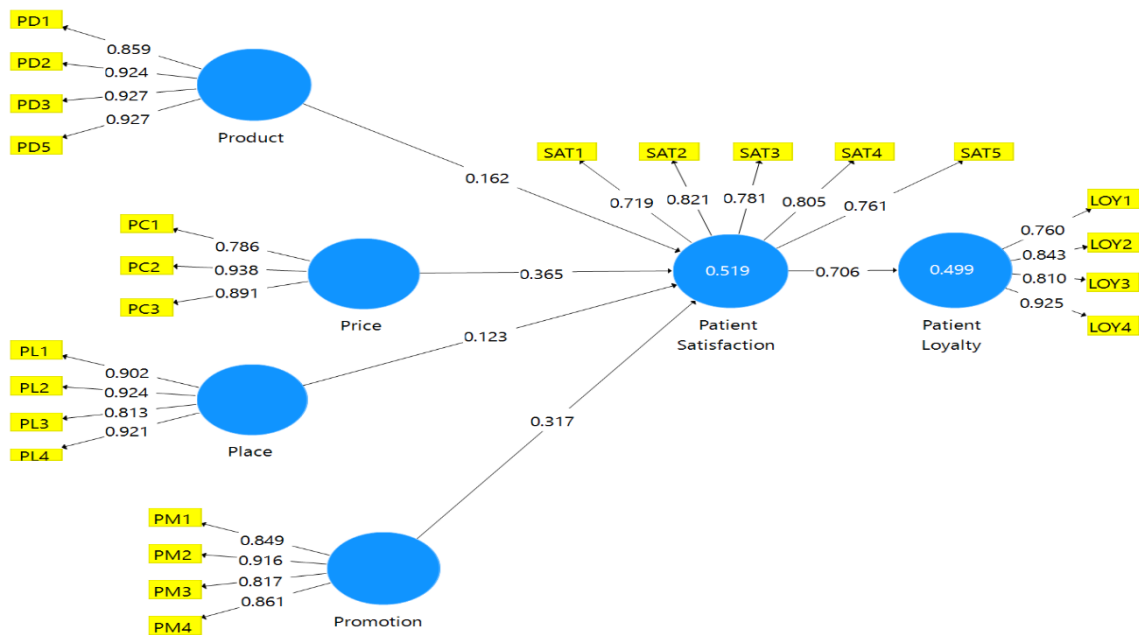 PD1
0.859
PD2
0.924
PD3
0.927
PD5
0.927
Product
0.162
PC1
0.786
PC2
0.938
PC3
0.891
Price
0.365
PL1
0.902
PL2
0.924
PL3
0.813
PL4
0.921
Place
0.123
PM1
0.849
PM2
0.916
PM3
0.817
PM4
0.861
Promotion
0.317
SAT1
SAT2
SAT3
SAT4
SAT5
0.719
0.821
0.781
0.805
0.761
0.519
Patient
Satisfaction
0.706
0.499
Patient
Loyalty
LOY1
0.760
LOY2
0.843
LOY3
0.810
LOY4
0.925